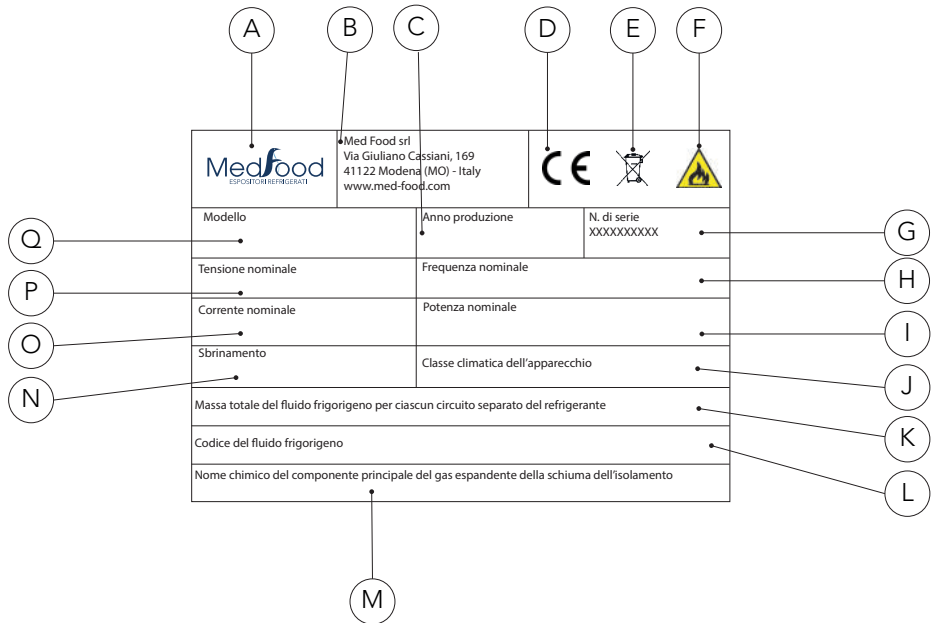 A
B
C
D
E
F
MedFood
ESPOSITORI REFRIGERATI
Med Food srl
Via Giuliano Cassiani, 169
41122 Modena (MO) - Italy
www.med-food.com
CE
Modello
Anno produzione
N. di serie
XXXXXXXXXX
Q
G
Tensione nominale
Frequenza nominale
P
H
Corrente nominale
Potenza nominale
O
I
Sbrinamento
Classe climatica dell'apparecchio
N
J
Massa totale del fluido frigorigeno per ciascun circuito separato del refrigerante
K
Codice del fluido frigorigeno
L
Nome chimico del componente principale del gas espandente della schiuma dell'isolamento
M